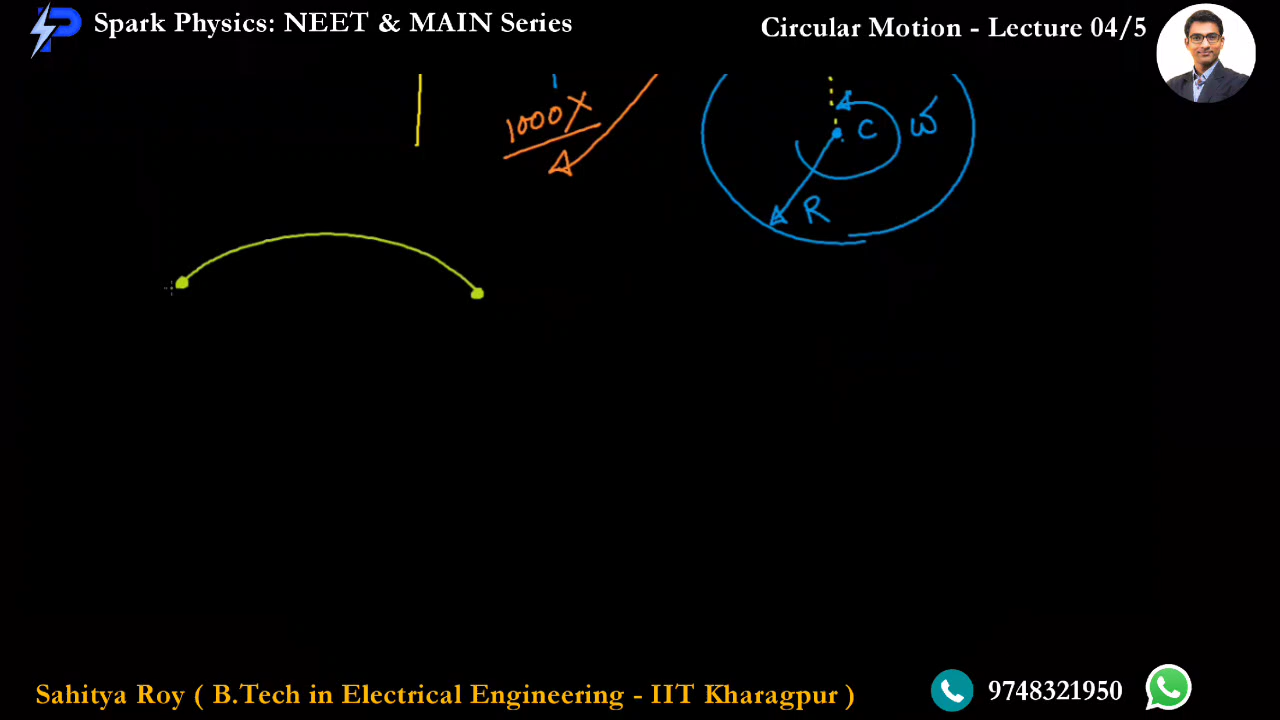 Spark Physics: NEET & MAIN Series
Circular Motion - Lecture 04/5
1000X
C
ω
R
Sahitya Roy ( B.Tech in Electrical Engineering - IIT Kharagpur )
9748321950